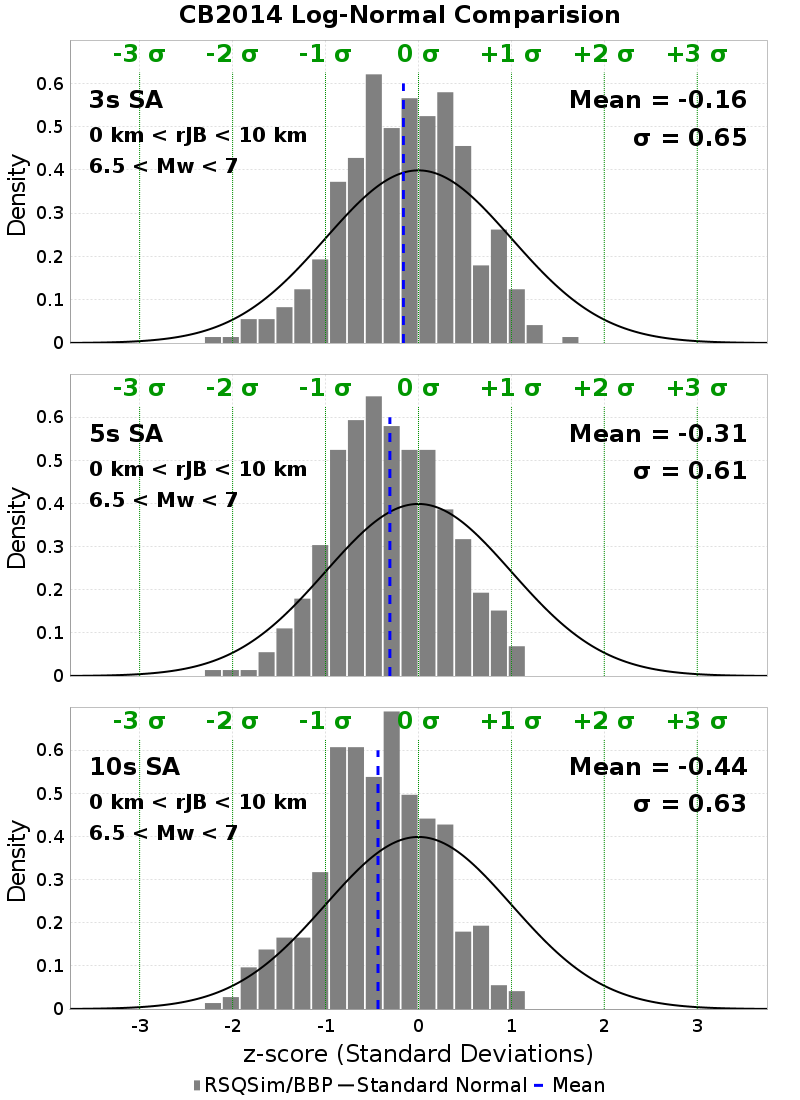 CB2014 Log-Normal Comparision
-3 σ -2 σ -1 σ 0 σ +1 σ +2 σ +3 σ
3s SA
0 km < rJB < 10 km
6.5 < Mw < 7
Mean = -0.16
σ = 0.65
Density
0.6
0.5
0.4
0.3
0.2
0.1
0
-3 σ -2 σ -1 σ 0 σ +1 σ +2 σ +3 σ
5s SA
0 km < rJB < 10 km
6.5 < Mw < 7
Mean = -0.31
σ = 0.61
Density
0.6
0.5
0.4
0.3
0.2
0.1
0
-3 σ -2 σ -1 σ 0 σ +1 σ +2 σ +3 σ
10s SA
0 km < rJB < 10 km
6.5 < Mw < 7
Mean = -0.44
σ = 0.63
Density
0.6
0.5
0.4
0.3
0.2
0.1
0
-3 -2 -1 0 1 2 3
z-score (Standard Deviations)
RSQSim/BBP Standard Normal Mean